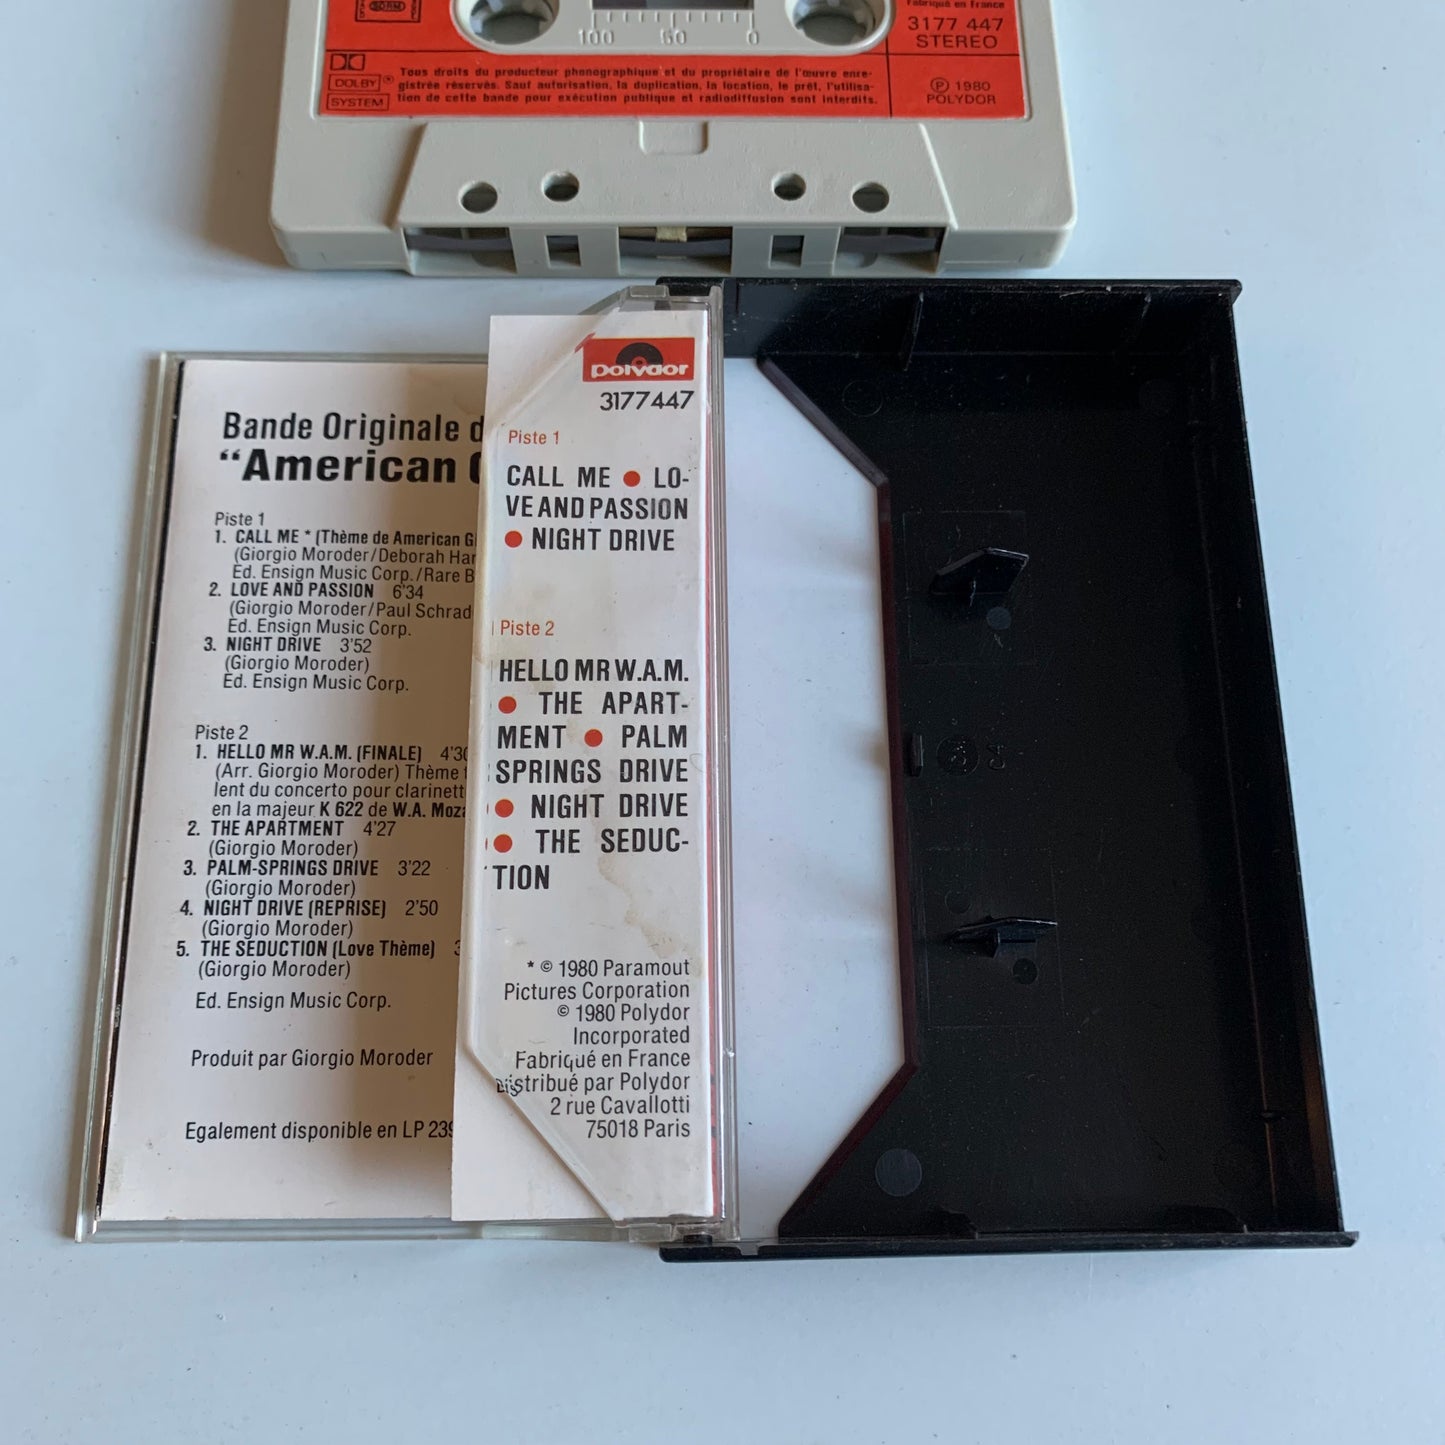 SDRM
Fabriqué en France
3177 447
STEREO
DOLBY
SYSTEM
100 50 0
Tous droits du producteur phonographique et du propriétaire de l'œuvre enre-
gistrée réservés. Sauf autorisation, la duplication, la location, le prêt, l'utilisa-
tion de cette bande pour exécution publique et radiodiffusion sont interdits.
Ⓟ 1980
POLYDOR
Bande Originale d
“American
Piste 1
1. CALL ME * (Thème de American Gi
(Giorgio Moroder/Deborah Har
Ed. Ensign Music Corp./Rare B
2. LOVE AND PASSION 6'34
(Giorgio Moroder/Paul Schrad
Ed. Ensign Music Corp.
3. NIGHT DRIVE 3'52
(Giorgio Moroder)
Ed. Ensign Music Corp.
Piste 2
1. HELLO MR W.A.M. (FINALE) 4'30
(Arr. Giorgio Moroder) Thème
lent du concerto pour clarinett
en la majeur K 622 de W.A. Moza
2. THE APARTMENT 4'27
(Giorgio Moroder)
3. PALM-SPRINGS DRIVE 3'22
(Giorgio Moroder)
4. NIGHT DRIVE (REPRISE) 2'50
(Giorgio Moroder)
5. THE SEDUCTION (Love Thème)
(Giorgio Moroder)
Ed. Ensign Music Corp.
Produit par Giorgio Moroder
Egalement disponible en LP 239
polydor
3177447
Piste 1
CALL ME ● LO-
VE AND PASSION
● NIGHT DRIVE
Piste 2
HELLO MR W.A.M.
● THE APART-
MENT ● PALM
SPRINGS DRIVE
● NIGHT DRIVE
● THE SEDUC-
TION
* © 1980 Paramout
Pictures Corporation
© 1980 Polydor
Incorporated
Fabriqué en France
Distribué par Polydor
2 rue Cavallotti
75018 Paris